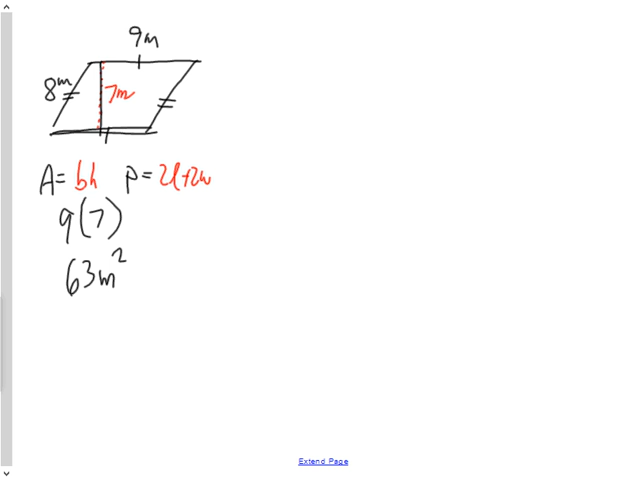 9m
8m 7m
A= bh P= 2l+2w
9(7)
63m²
Extend Page